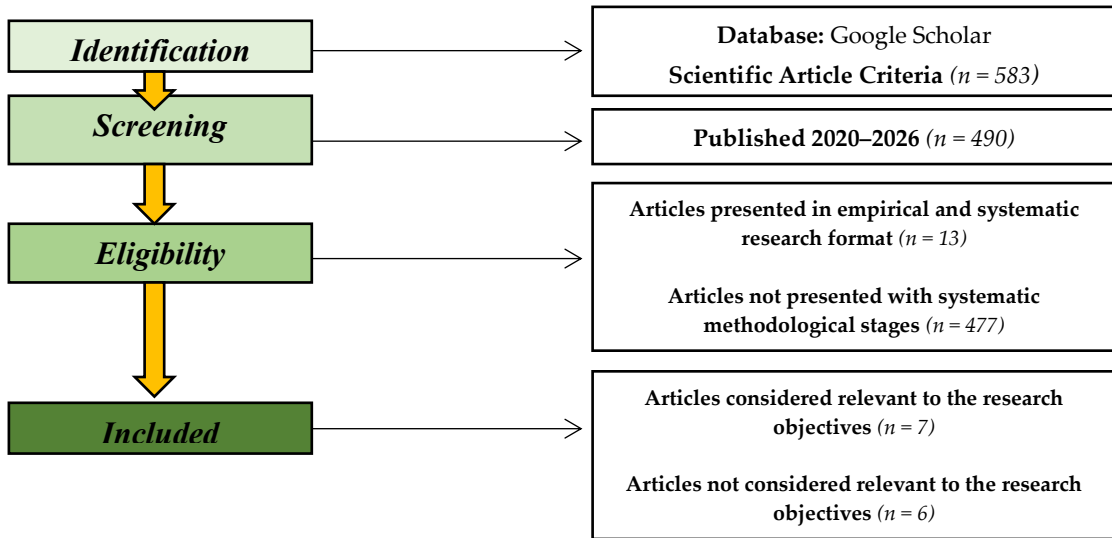 Identification
Database: Google Scholar
Scientific Article Criteria (n = 583)
Screening
Published 2020–2026 (n = 490)
Eligibility
Articles presented in empirical and systematic
research format (n = 13)
Articles not presented with systematic
methodological stages (n = 477)
Included
Articles considered relevant to the research
objectives (n = 7)
Articles not considered relevant to the research
objectives (n = 6)